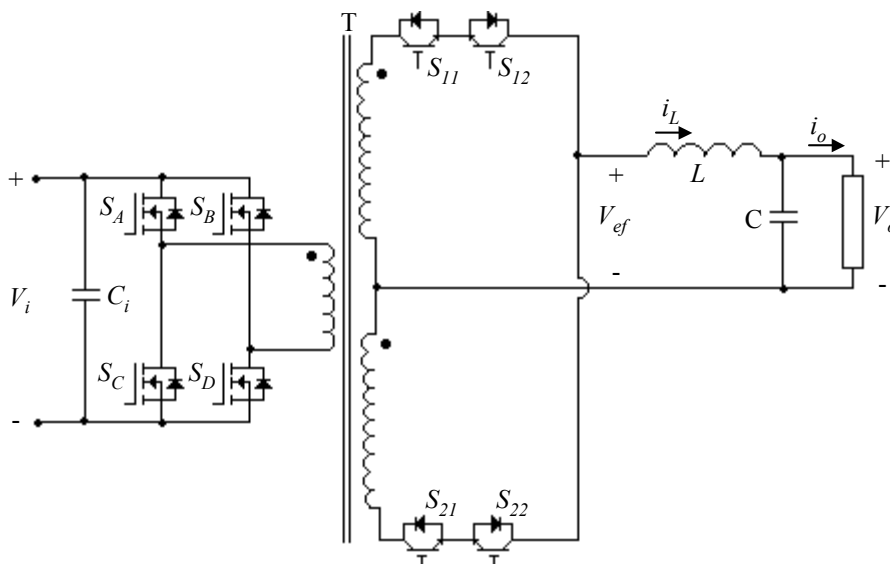 T
S11
S12
iL
io
+
L
+
+
SA
SB
Vef
C
Vo
-
-
Vi
Ci
SC
SD
-
S21
S22